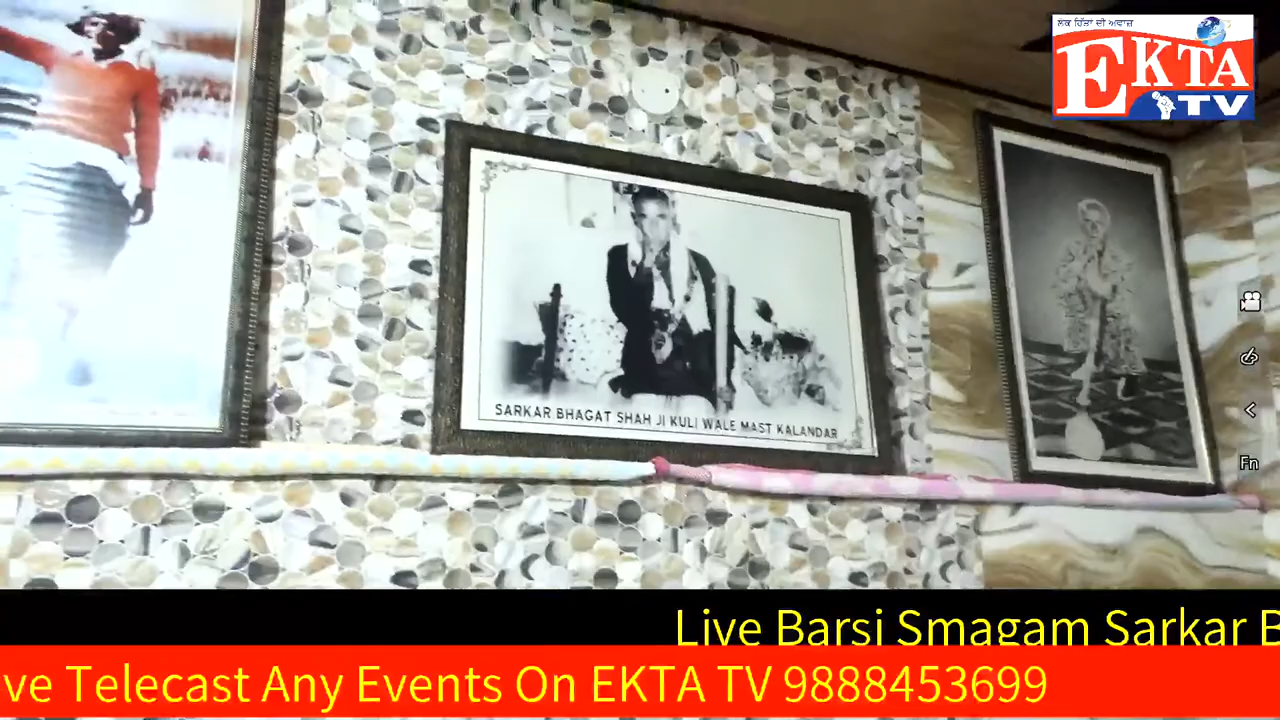 ਲੋਕ ਹਿੱਤਾਂ ਦੀ ਅਵਾਜ਼
EKTA
TV
SARKAR BHAGAT SHAH JI KULI WALE MAST KALANDAR
Fn
Live Barsi Smagam Sarkar B
ve Telecast Any Events On EKTA TV 9888453699